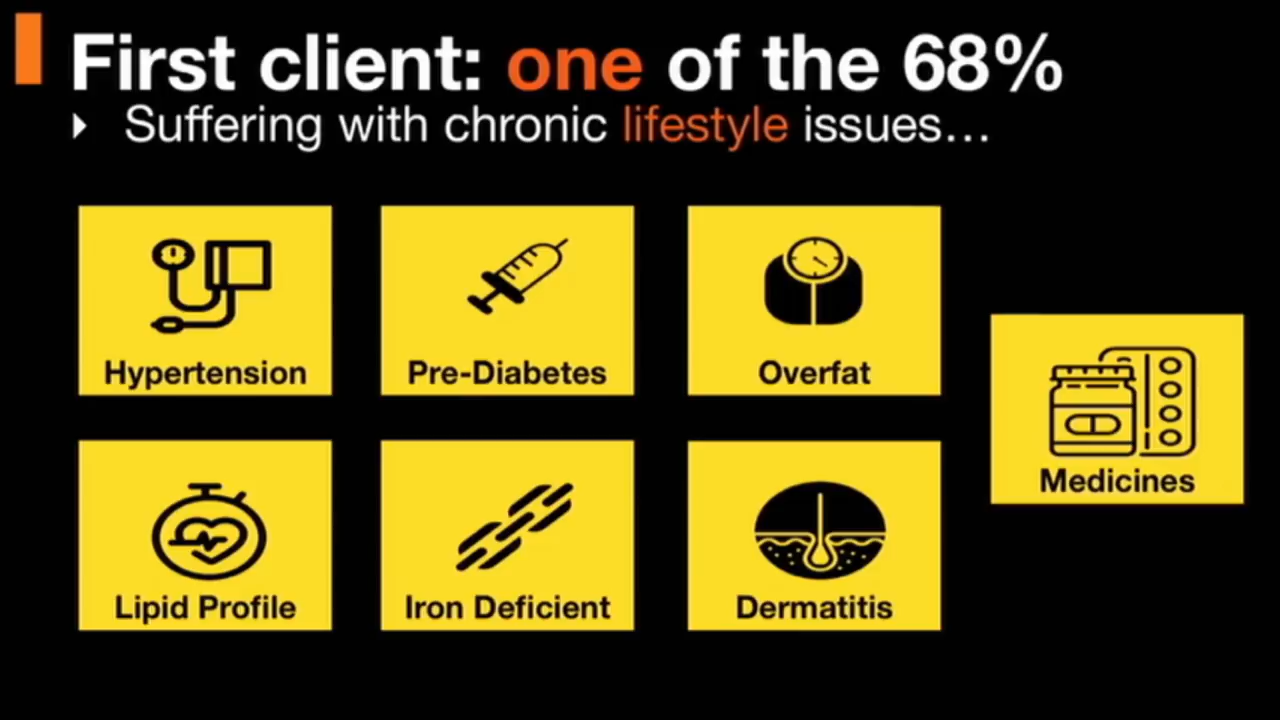 First client: one of the 68%
Suffering with chronic lifestyle issues…
Hypertension
Pre-Diabetes
Overfat
Medicines
Lipid Profile
Iron Deficient
Dermatitis